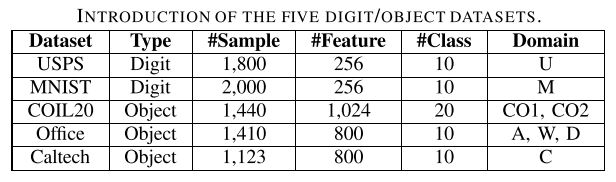 INTRODUCTION OF THE FIVE DIGIT/OBJECT DATASETS.
Dataset Type #Sample #Feature #Class Domain
USPS Digit 1,800 256 10 U
MNIST Digit 2,000 256 10 M
COIL20 Object 1,440 1,024 20 CO1, CO2
Office Object 1,410 800 10 A, W, D
Caltech Object 1,123 800 10 C